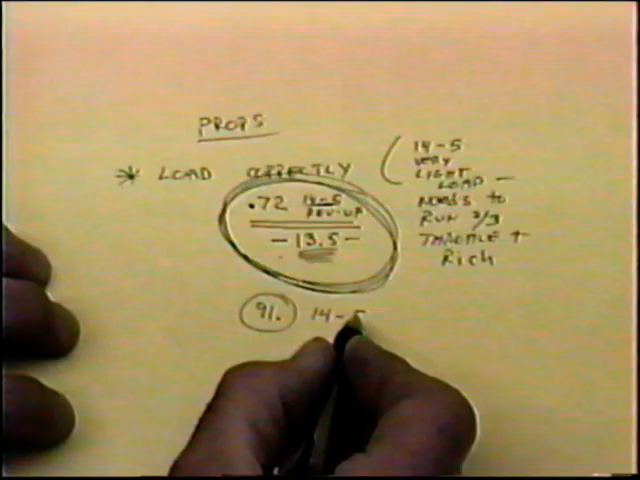 PROPS
* LOAD CORRECTLY
.72 14-5
REV-UP
-13.5-
91. 14-5
14-5
VERY
LIGHT
LOAD -
NEEDS to
RUN 2/3
THROTTLE +
Rich